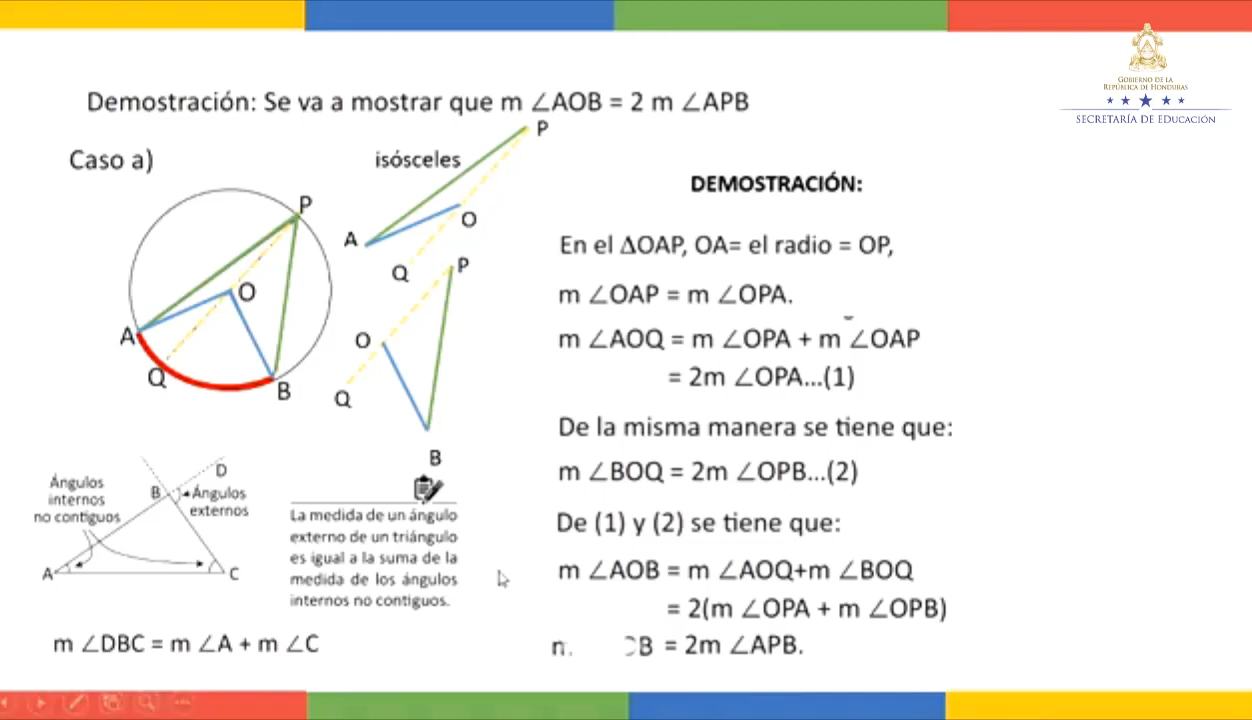 GOBIERNO DE LA
REPÚBLICA DE HONDURAS
SECRETARÍA DE EDUCACIÓN
Demostración: Se va a mostrar que m ∠AOB = 2 m ∠APB
Caso a)
isósceles
P
O
A
Q
B
P
A
O
Q
P
O
Q
B
DEMOSTRACIÓN:
En el ΔOAP, OA= el radio = OP,
m ∠OAP = m ∠OPA.
m ∠AOQ = m ∠OPA + m ∠OAP
= 2m ∠OPA...(1)
De la misma manera se tiene que:
m ∠BOQ = 2m ∠OPB...(2)
De (1) y (2) se tiene que:
m ∠AOB = m ∠AOQ+m ∠BOQ
= 2(m ∠OPA + m ∠OPB)
B = 2m ∠APB.
Ángulos
internos
no contiguos
B
D
Ángulos
externos
A
C
La medida de un ángulo
externo de un triángulo
es igual a la suma de la
medida de los ángulos
internos no contiguos.
m ∠DBC = m ∠A + m ∠C